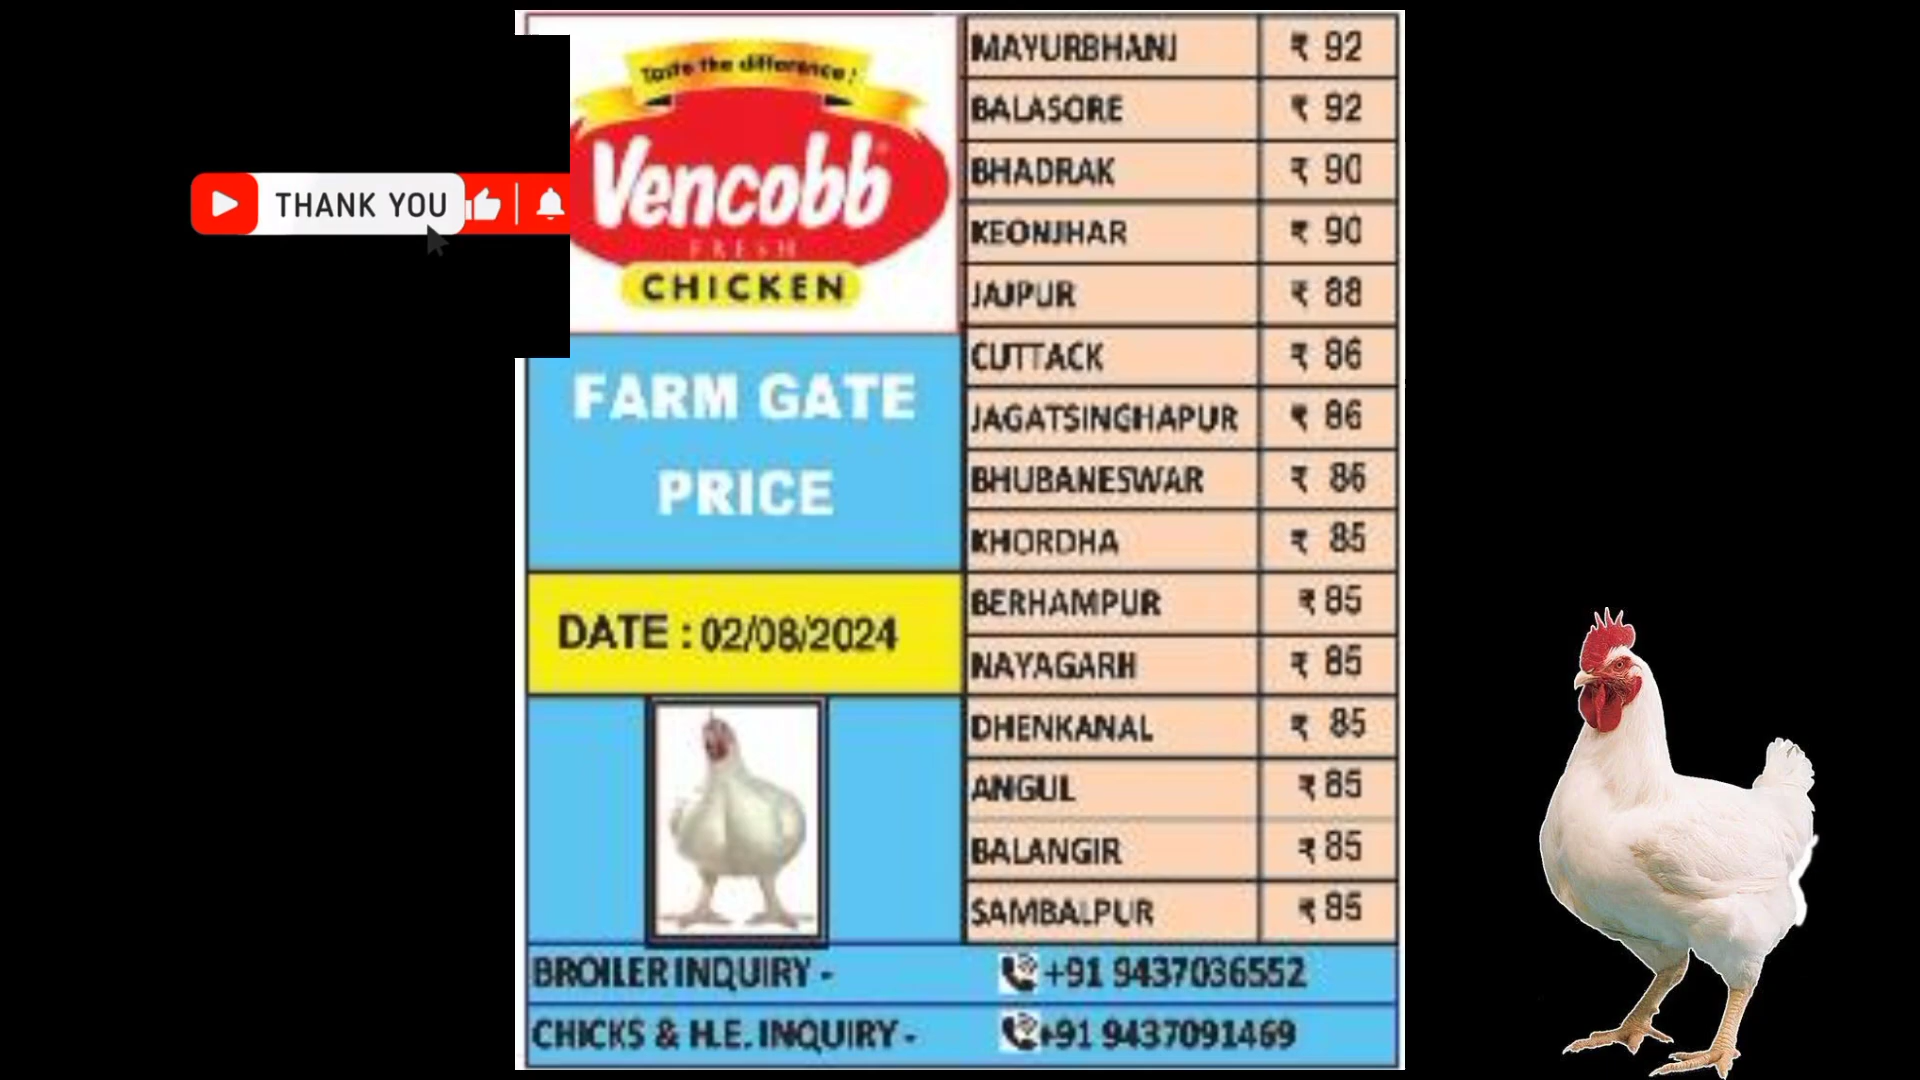 THANK YOU
Taste the difference!
Vencobb
FRESH
CHICKEN
FARM GATE
PRICE
DATE : 02/08/2024
MAYURBHANJ ₹ 92
BALASORE ₹ 92
BHADRAK ₹ 90
KEONJHAR ₹ 90
JAJPUR ₹ 88
CUTTACK ₹ 86
JAGATSINGHAPUR ₹ 86
BHUBANESWAR ₹ 86
KHORDHA ₹ 85
BERHAMPUR ₹ 85
NAYAGARH ₹ 85
DHENKANAL ₹ 85
ANGUL ₹ 85
BALANGIR ₹ 85
SAMBALPUR ₹ 85
BROILER INQUIRY - +91 9437036552
CHICKS & H.E. INQUIRY - +91 9437091469